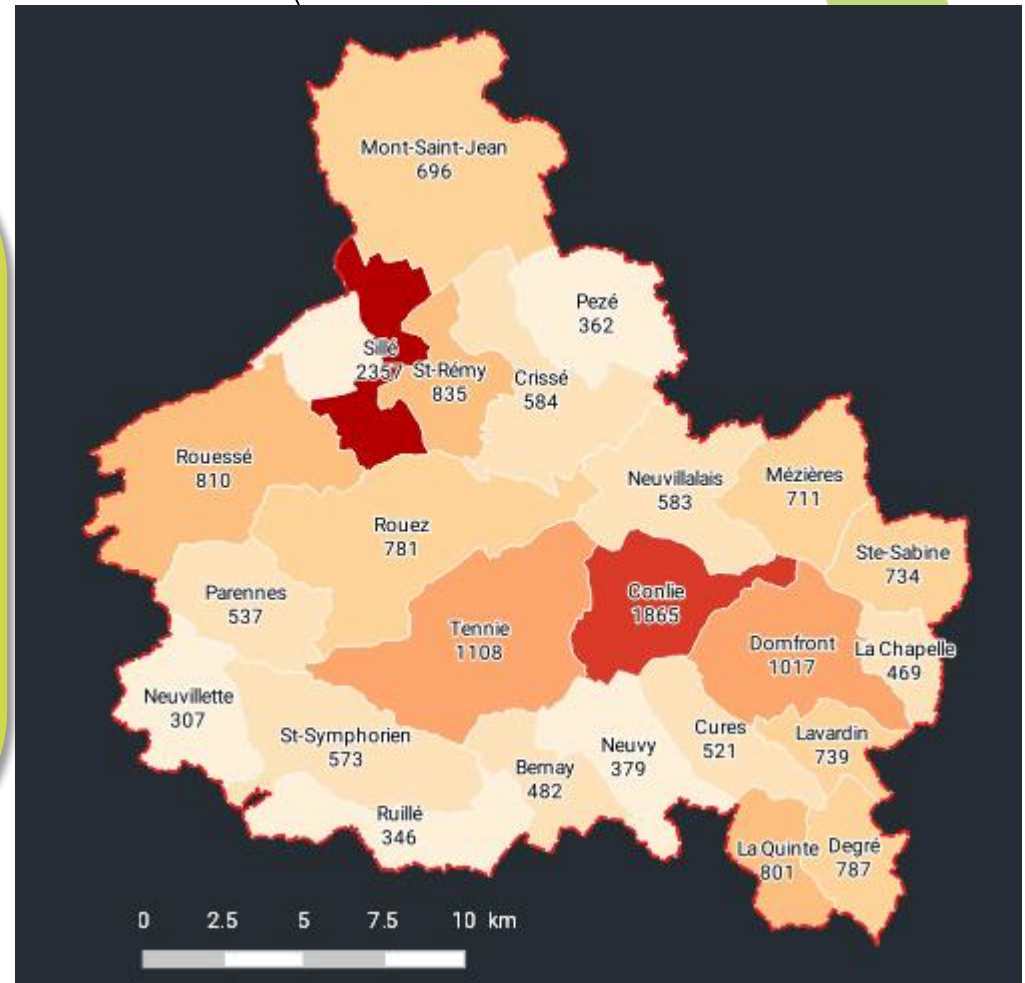 Mont-Saint-Jean
696
Pezé
362
Sillé
2357
St-Rémy
835
Crissé
584
Rouessé
810
Neuvillalais
583
Mézières
711
Rouez
781
Ste-Sabine
734
Parennes
537
Conlie
1865
Tennie
1108
Domfront
1017
La Chapelle
469
Neuvillette
307
St-Symphorien
573
Cures
521
Lavardin
739
Neuvy
379
Bernay
482
Ruillé
346
La Quinte
801
Degré
787
0 2.5 5 7.5 10 km